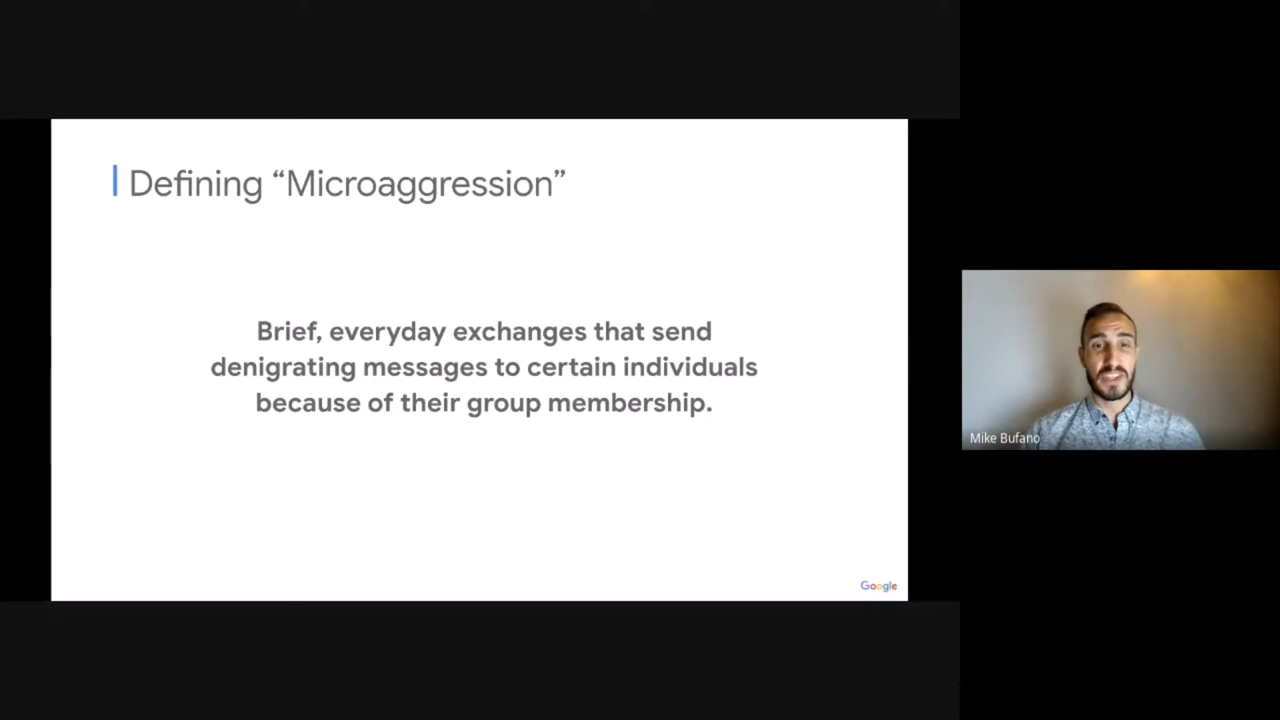 Defining “Microaggression”
Brief, everyday exchanges that send
denigrating messages to certain individuals
because of their group membership.
Google
Mike Bufano